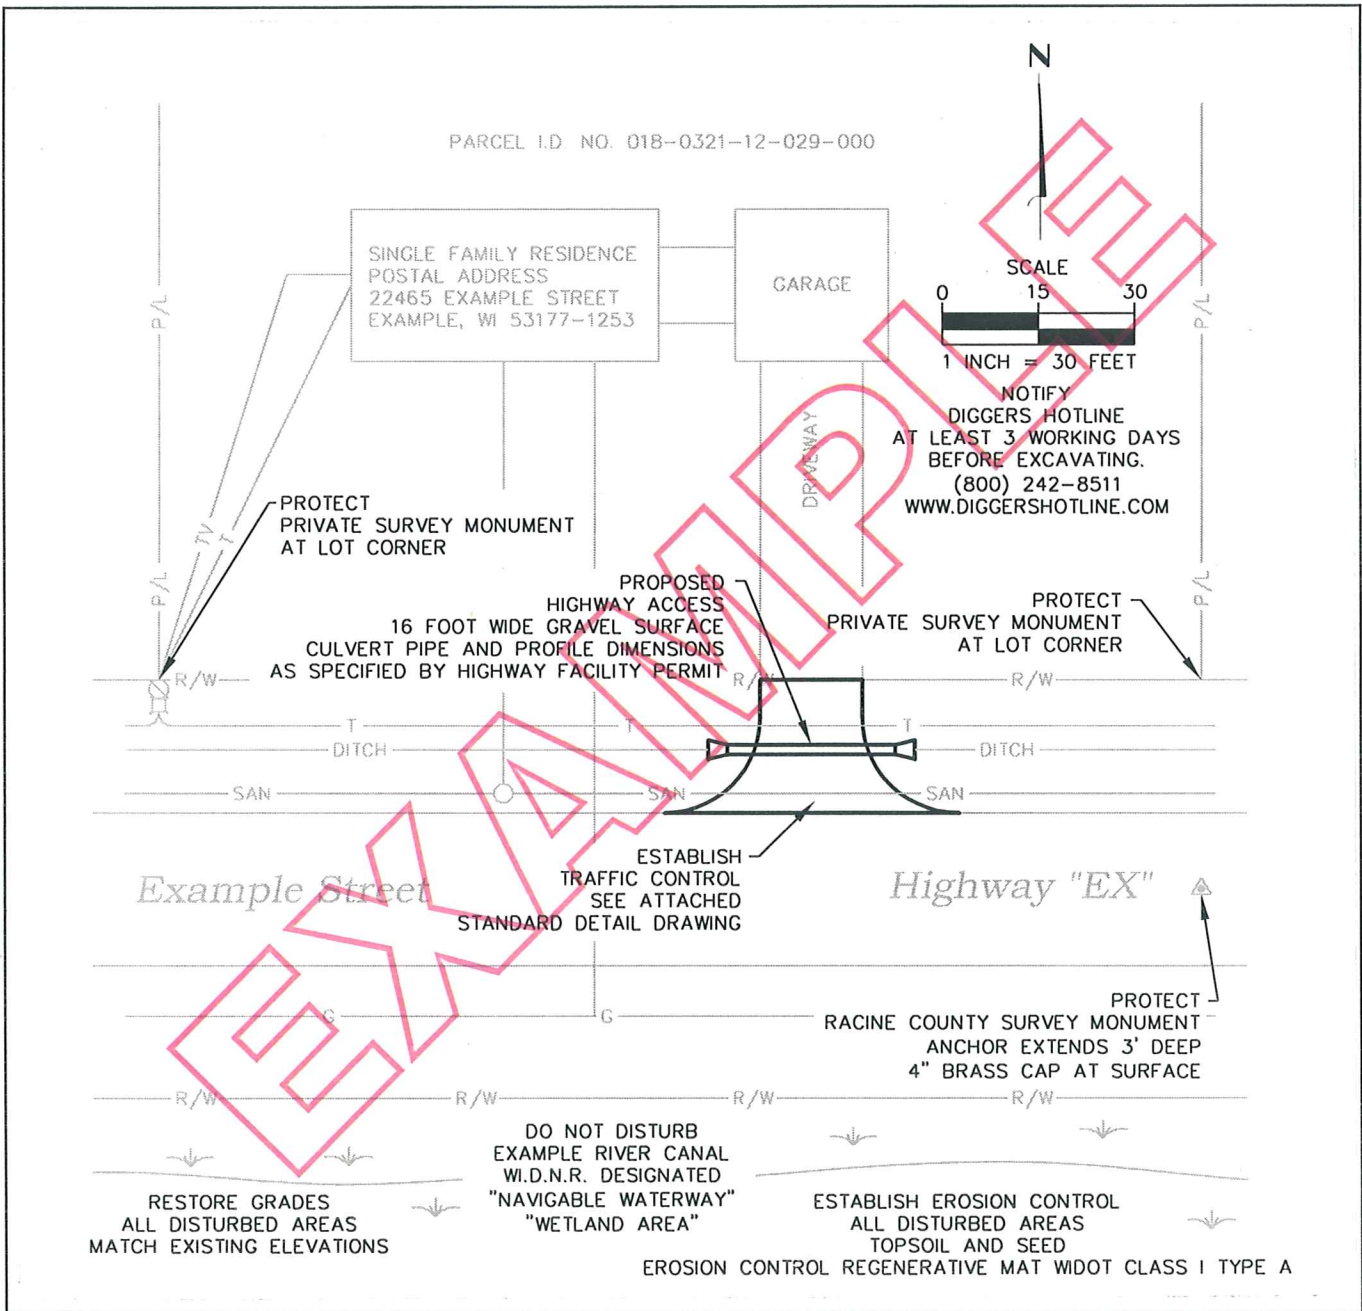 N
PARCEL I.D NO. 018-0321-12-029-000
SINGLE FAMILY RESIDENCE
POSTAL ADDRESS
22465 EXAMPLE STREET
EXAMPLE, WI 53177-1253
GARAGE
SCALE
0 15 30
1 INCH = 30 FEET
P/L
P/L
NOTIFY
DIGGERS HOTLINE
AT LEAST 3 WORKING DAYS
BEFORE EXCAVATING.
(800) 242-8511
WWW.DIGGERSHOTLINE.COM
DRIVEWAY
PROTECT
PRIVATE SURVEY MONUMENT
AT LOT CORNER
TV
T
P/L
P/L
PROPOSED
HIGHWAY ACCESS
16 FOOT WIDE GRAVEL SURFACE
CULVERT PIPE AND PROFILE DIMENSIONS
AS SPECIFIED BY HIGHWAY FACILITY PERMIT
PROTECT
PRIVATE SURVEY MONUMENT
AT LOT CORNER
R/W R/W R/W
T T T
DITCH DITCH
SAN SAN SAN
ESTABLISH
TRAFFIC CONTROL
SEE ATTACHED
STANDARD DETAIL DRAWING
Example Street Highway "EX"
PROTECT
RACINE COUNTY SURVEY MONUMENT
ANCHOR EXTENDS 3' DEEP
4" BRASS CAP AT SURFACE
G G
R/W R/W R/W R/W
DO NOT DISTURB
EXAMPLE RIVER CANAL
W.I.D.N.R. DESIGNATED
"NAVIGABLE WATERWAY"
"WETLAND AREA"
RESTORE GRADES
ALL DISTURBED AREAS
MATCH EXISTING ELEVATIONS
ESTABLISH EROSION CONTROL
ALL DISTURBED AREAS
TOPSOIL AND SEED
EROSION CONTROL REGENERATIVE MAT WIDOT CLASS I TYPE A
EXAMPLE